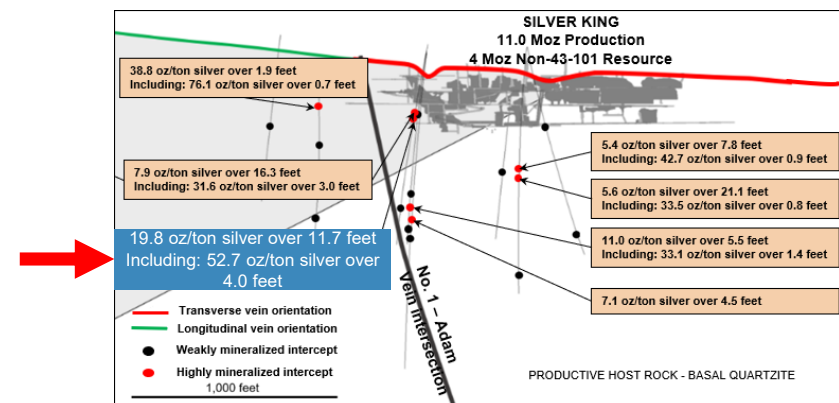 SILVER KING
11.0 Moz Production
4 Moz Non-43-101 Resource
38.8 oz/ton silver over 1.9 feet
Including: 76.1 oz/ton silver over 0.7 feet
7.9 oz/ton silver over 16.3 feet
Including: 31.6 oz/ton silver over 3.0 feet
19.8 oz/ton silver over 11.7 feet
Including: 52.7 oz/ton silver over
4.0 feet
5.4 oz/ton silver over 7.8 feet
Including: 42.7 oz/ton silver over 0.9 feet
5.6 oz/ton silver over 21.1 feet
Including: 33.5 oz/ton silver over 0.8 feet
11.0 oz/ton silver over 5.5 feet
Including: 33.1 oz/ton silver over 1.4 feet
7.1 oz/ton silver over 4.5 feet
No. 1 – Adam
Vein Intersection
Transverse vein orientation
Longitudinal vein orientation
Weakly mineralized intercept
Highly mineralized intercept
1,000 feet
PRODUCTIVE HOST ROCK - BASAL QUARTZITE